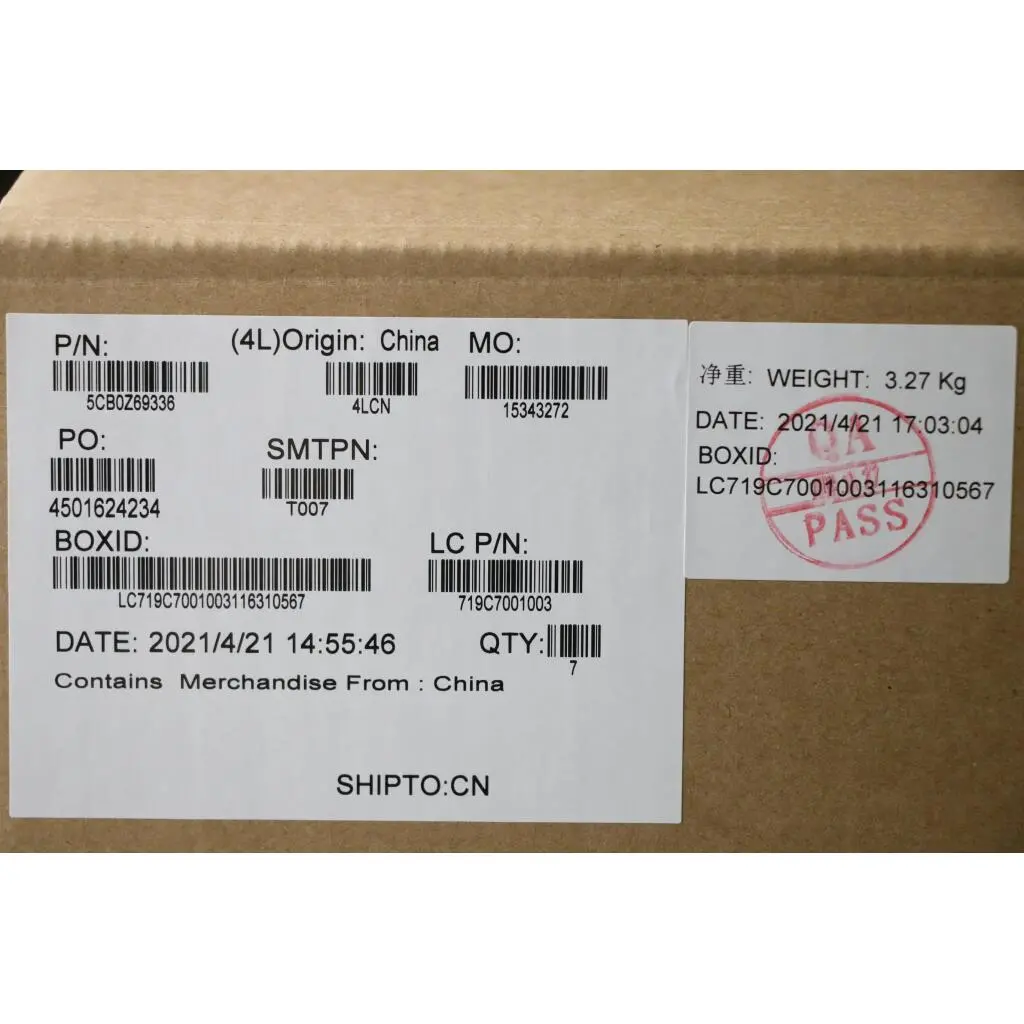 P/N: (4L)Origin: China MO:
5CB0Z69336 4LCN 15343272
PO: SMTPN:
4501624234 T007
BOXID: LC P/N:
LC719C7001003116310567 719C7001003
DATE: 2021/4/21 14:55:46 QTY:
7
Contains Merchandise From : China
SHIPTO:CN
净重: WEIGHT: 3.27 Kg
DATE: 2021/4/21 17:03:04
BOXID:
LC719C7001003116310567
QA
PASS